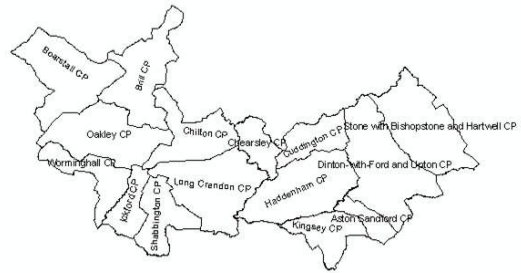 Boarstall CP
Brill CP
Oakley CP
Chilton CP
Chearsley CP
Cuddington CP
Stone with Bishopstone and Hartwell CP
Worminghall CP
Dinton-with-Ford and Upton CP
Ickford CP
Shabbington CP
Long Crendon CP
Haddenham CP
Kingsey CP
Aston Sandford CP